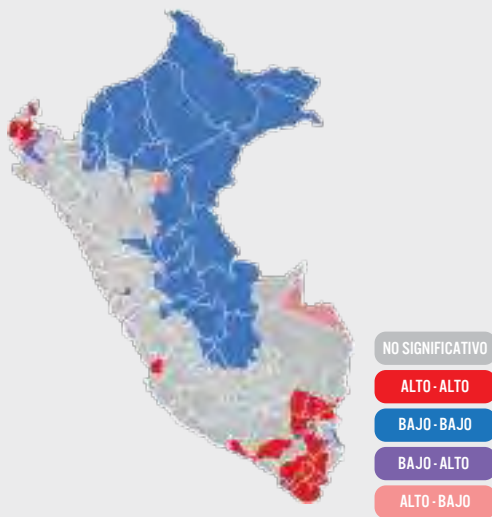 NO SIGNIFICATIVO
ALTO - ALTO
BAJO - BAJO
BAJO - ALTO
ALTO - BAJO